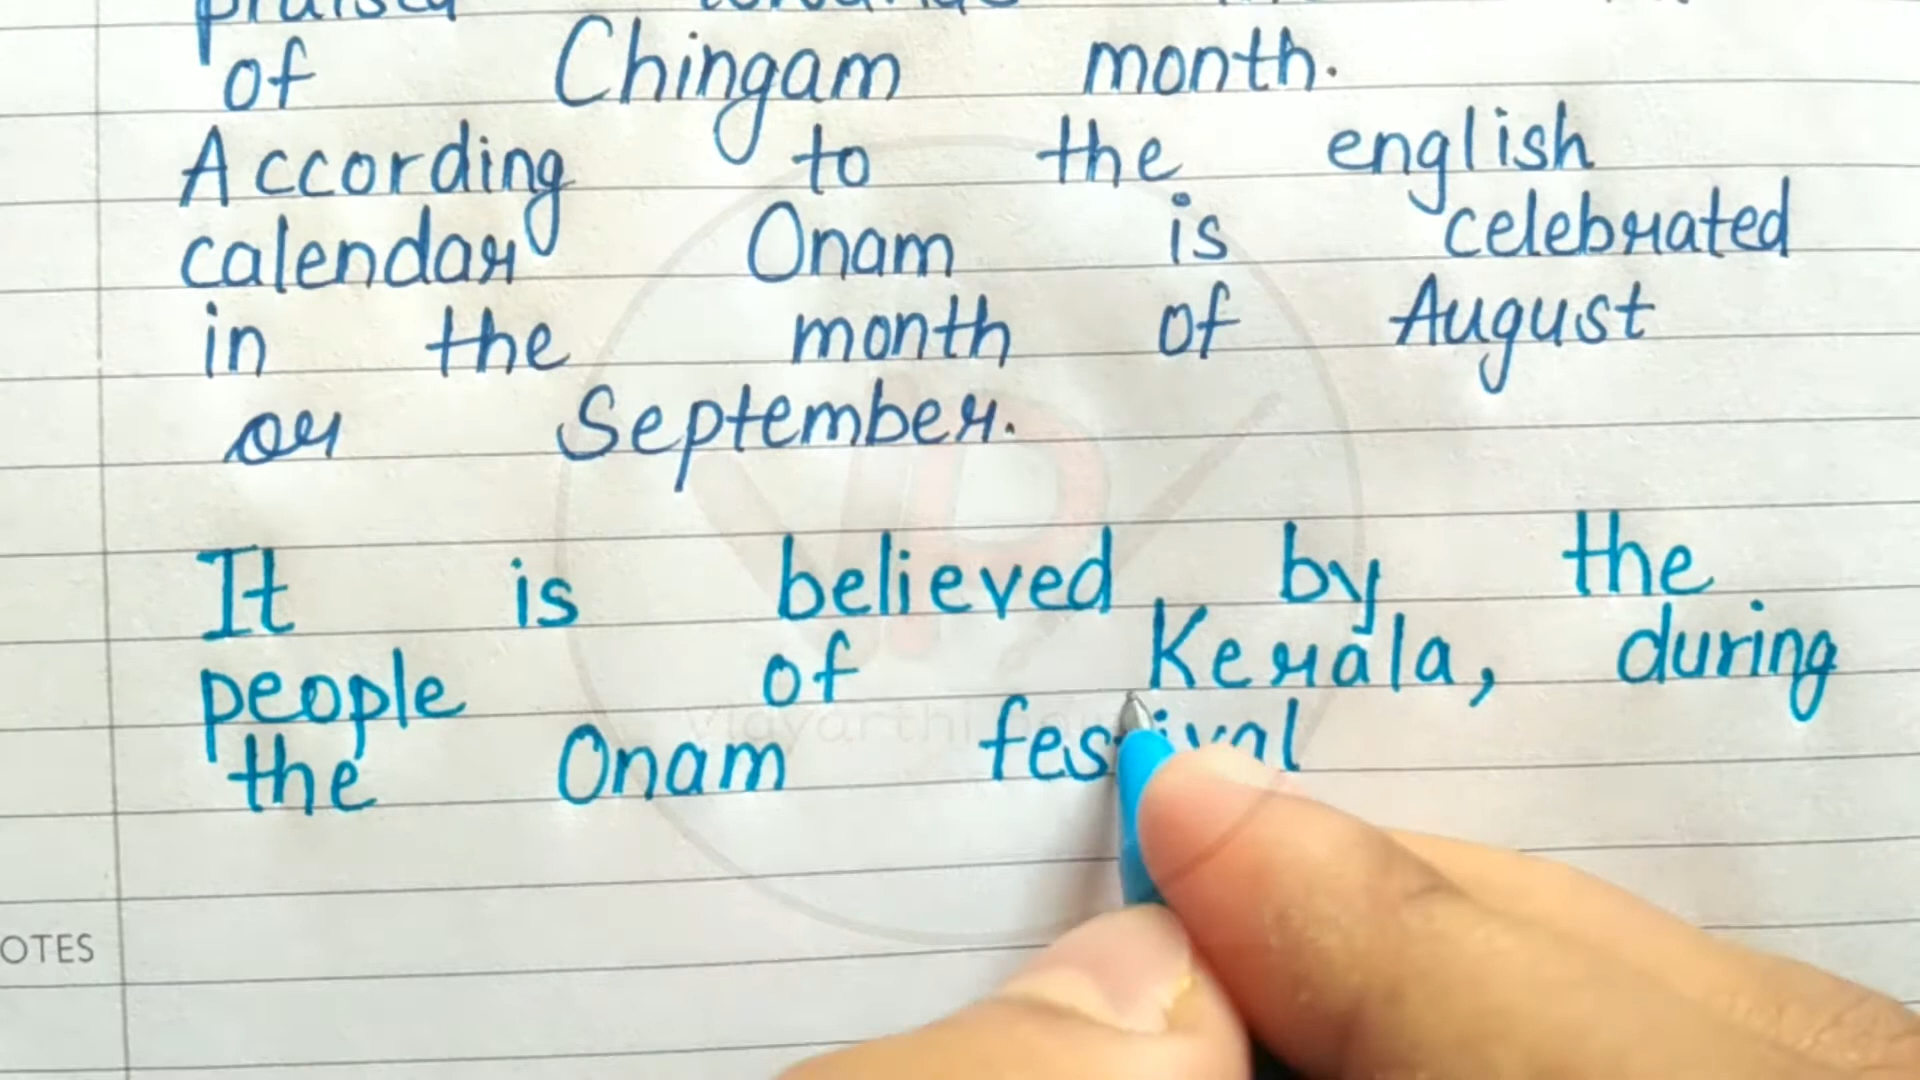 of Chingam month.
According to the english
calendar Onam is celebrated
in the month of August
or September.
It is believed by the
people of Kerala, during
the Onam festival
OTES